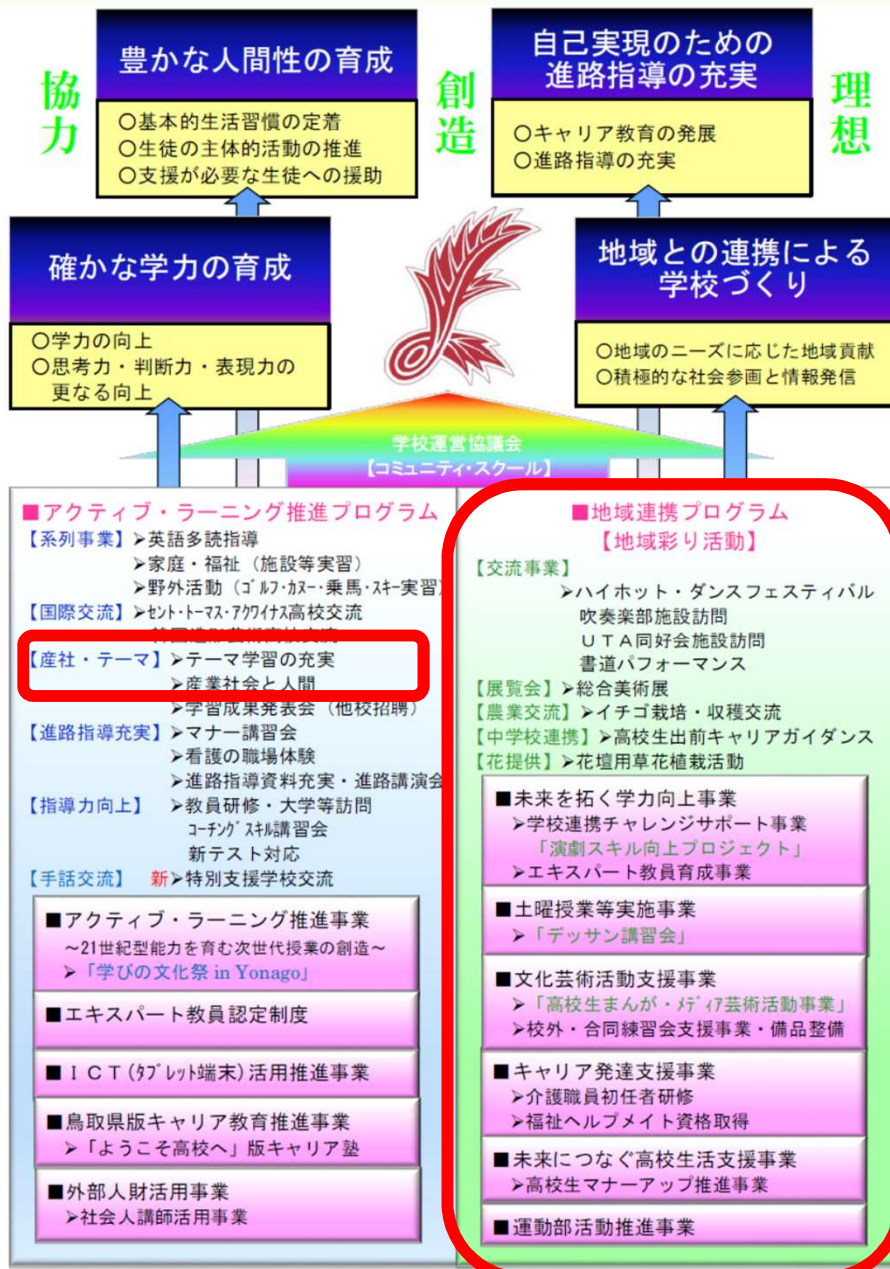 協力
豊かな人間性の育成
○基本的生活習慣の定着
○生徒の主体的活動の推進
○支援が必要な生徒への援助
創造
自己実現のための
進路指導の充実
○キャリア教育の発展
○進路指導の充実
理想
確かな学力の育成
○学力の向上
○思考力・判断力・表現力の
更なる向上
地域との連携による
学校づくり
○地域のニーズに応じた地域貢献
○積極的な社会参画と情報発信
学校運営協議会
【コミュニティ・スクール】
■アクティブ・ラーニング推進プログラム
【系列事業】➢英語多読指導
➢家庭・福祉（施設等実習）
➢野外活動（ｺﾞﾙﾌ・ｶﾇｰ・乗馬・ｽｷｰ実習）
【国際交流】➢ｾﾝﾄ・ﾄｰﾏｽ・ｱｸﾜｲﾅｽ高校交流
【産社・テーマ】➢テーマ学習の充実
➢産業社会と人間
➢学習成果発表会（他校招聘）
【進路指導充実】➢マナー講習会
➢看護の職場体験
➢進路指導資料充実・進路講演会
【指導力向上】 ➢教員研修・大学等訪問
ｺｰﾁﾝｸﾞｽｷﾙ講習会
新テスト対応
【手話交流】 新➢特別支援学校交流
■アクティブ・ラーニング推進事業
～21世紀型能力を育む次世代授業の創造～
➢「学びの文化祭 in Yonago」
■エキスパート教員認定制度
■ＩＣＴ(ﾀﾌﾞﾚｯﾄ端末)活用推進事業
■鳥取県版キャリア教育推進事業
➢「ようこそ高校へ」版キャリア塾
■外部人財活用事業
➢社会人講師活用事業
■地域連携プログラム
【地域彩り活動】
【交流事業】
➢ハイホット・ダンスフェスティバル
吹奏楽部施設訪問
ＵＴＡ同好会施設訪問
書道パフォーマンス
【展覧会】➢総合美術展
【農業交流】➢イチゴ栽培・収穫交流
【中学校連携】➢高校生出前キャリアガイダンス
【花提供】➢花壇用草花植栽活動
■未来を拓く学力向上事業
➢学校連携チャレンジサポート事業
「演劇スキル向上プロジェクト」
➢エキスパート教員育成事業
■土曜授業等実施事業
➢「デッサン講習会」
■文化芸術活動支援事業
➢「高校生まんが・ﾒﾃﾞｨｱ芸術活動事業」
➢校外・合同練習会支援事業・備品整備
■キャリア発達支援事業
➢介護職員初任者研修
➢福祉ヘルプメイト資格取得
■未来につなぐ高校生活支援事業
➢高校生マナーアップ推進事業
■運動部活動推進事業